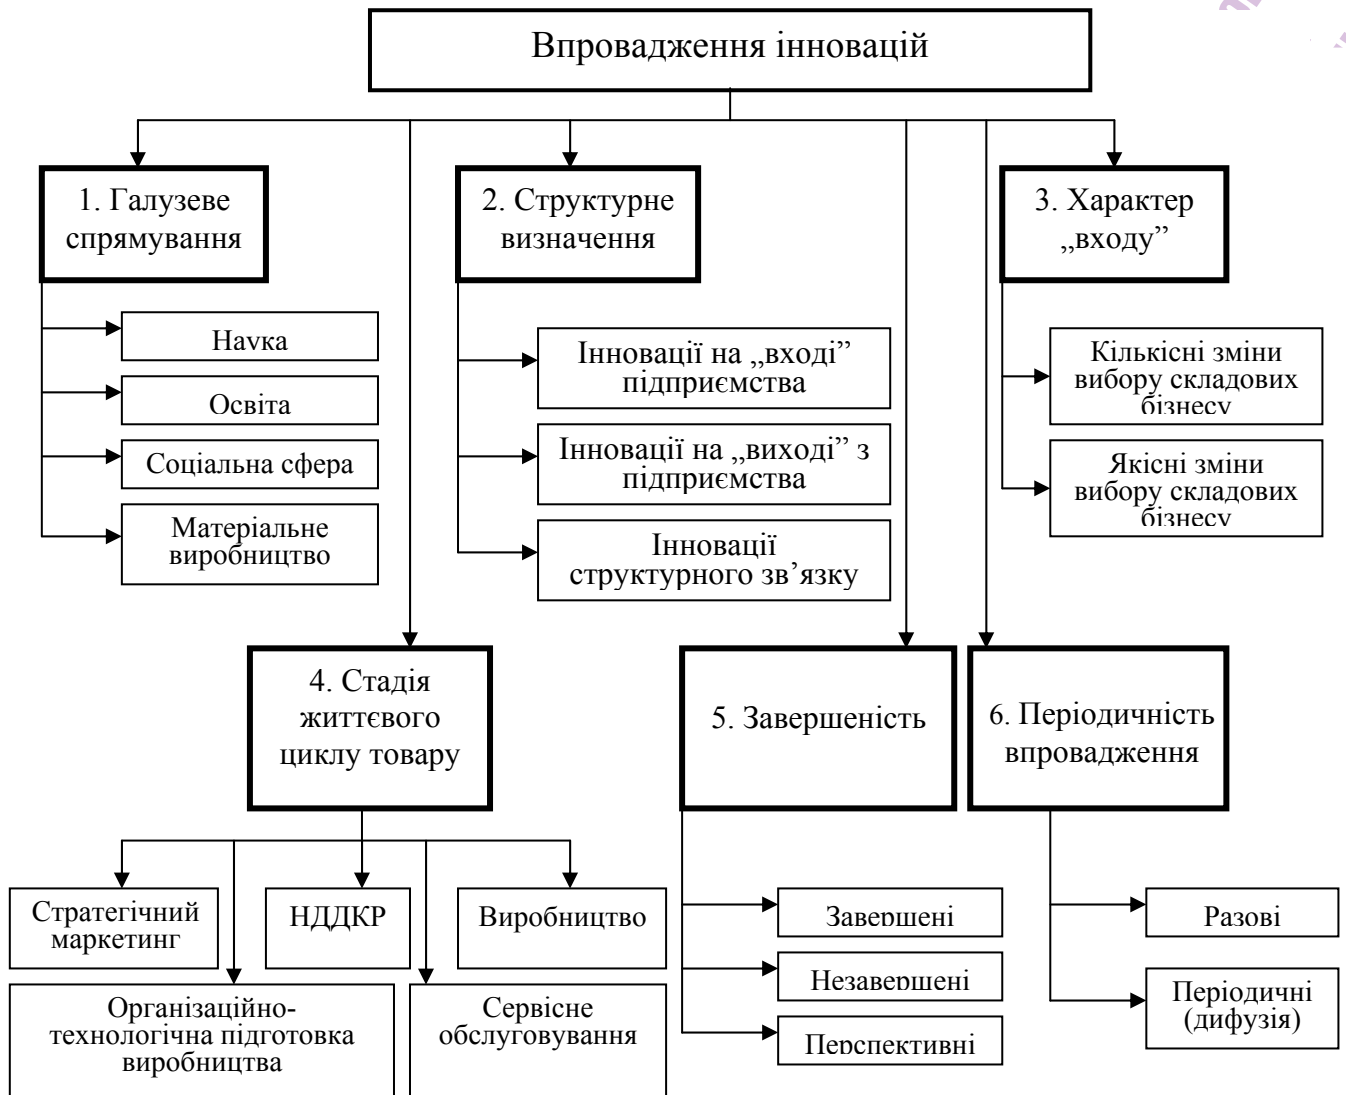 Впровадження інновацій
1. Галузеве
спрямування
2. Структурне
визначення
3. Характер
„входу”
Наука
Освіта
Соціальна сфера
Матеріальне
виробництво
Інновації на „вході”
підприємства
Інновації на „виході” з
підприємства
Інновації
структурного зв’язку
Кількісні зміни
вибору складових
бізнесу
Якісні зміни
вибору складових
бізнесу
4. Стадія
життєвого
циклу товару
5. Завершеність
6. Періодичність
впровадження
Стратегічний
маркетинг
НДДКР
Виробництво
Організаційно-
технологічна підготовка
виробництва
Сервісне
обслуговування
Завершені
Незавершені
Перспективні
Разові
Періодичні
(дифузія)